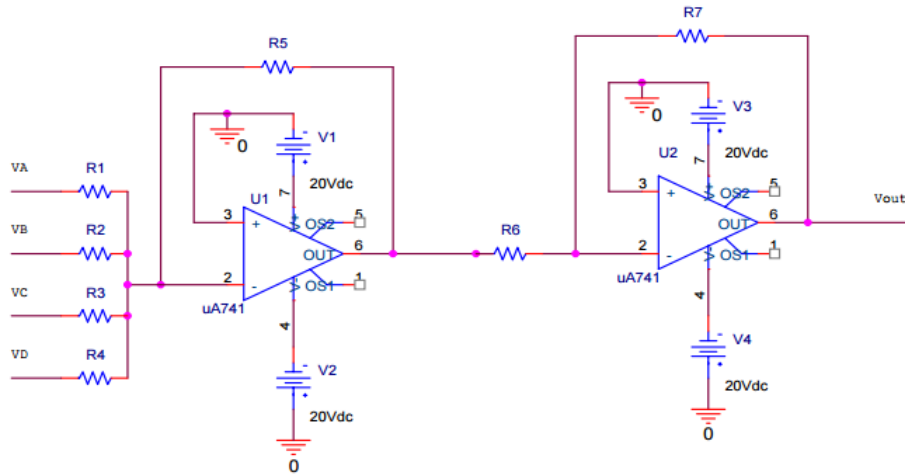 R7
R5
V3
0
V1
0
U2
7
20Vdc
VA
R1
20Vdc
7
U1
3
+
V+
OS2
5
OUT
6
Vout
VB
R2
3
+
V+
OS2
5
OUT
6
R6
2
-
V-
OS1
1
uA741
VC
R3
2
-
V-
OS1
1
uA741
4
4
VD
R4
V2
V4
20Vdc
20Vdc
0
0